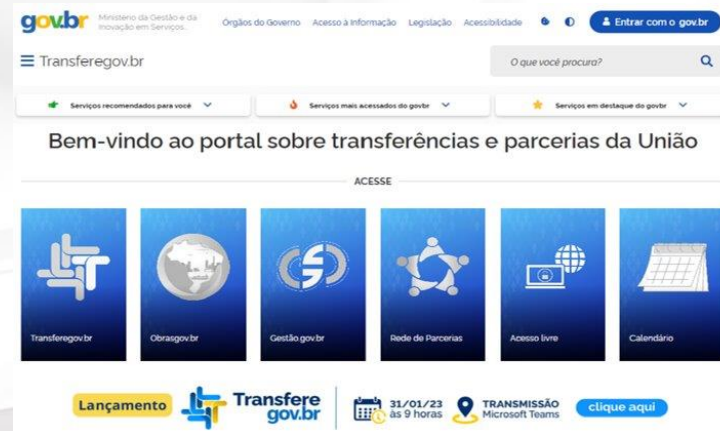 gov.br
Ministério da Gestão e da
Inovação em Serviços.
Órgãos do Governo Acesso à Informação Legislação Acessibilidade
Entrar com o gov.br
Transferegov.br
O que você procura?
Serviços recomendados para você
Serviços mais acessados do govbr
Serviços em destaque do govbr
Bem-vindo ao portal sobre transferências e parcerias da União
ACESSE
Transferegov.br
Obrasgov.br
Gestão.gov.br
Rede de Parcerias
Acesso livre
Calendário
Lançamento
Transfere
gov.br
31/01/23
às 9 horas
TRANSMISSÃO
Microsoft Teams
clique aqui